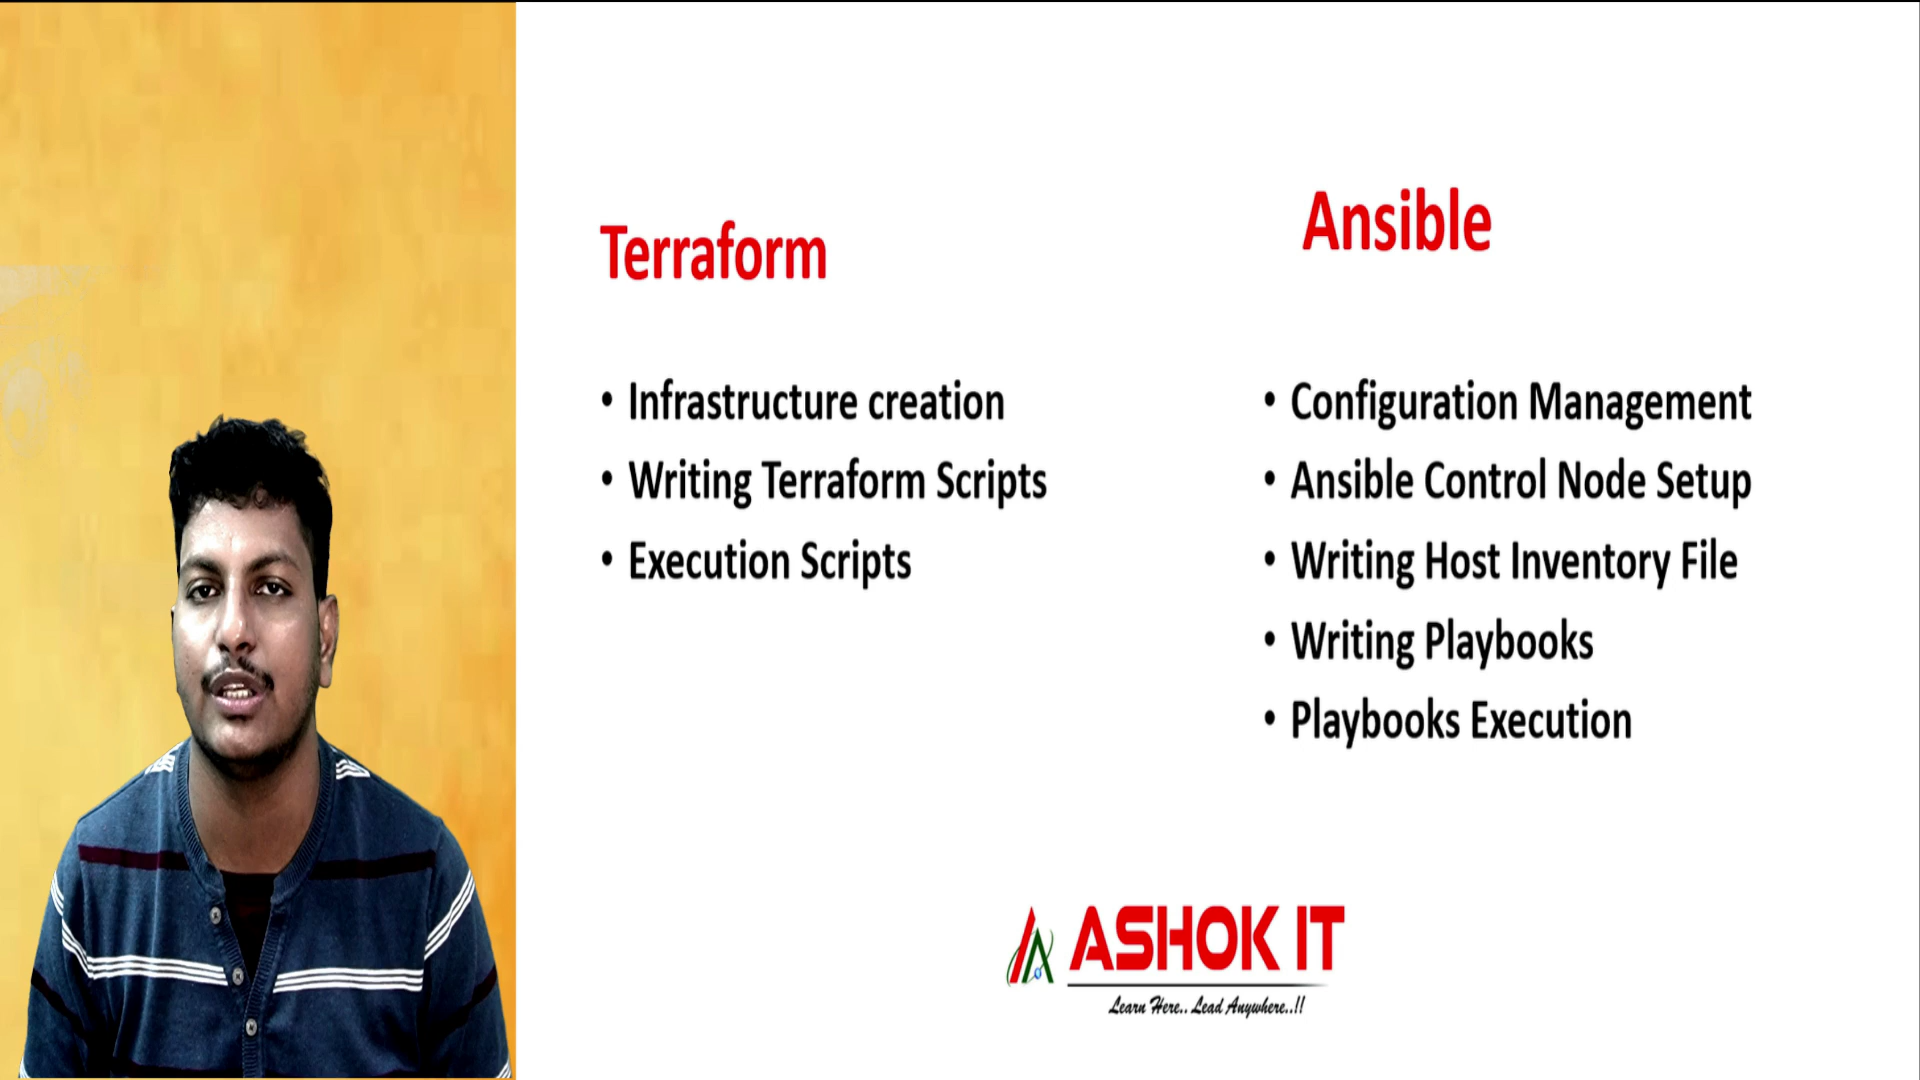 Terraform
• Infrastructure creation
• Writing Terraform Scripts
• Execution Scripts
Ansible
• Configuration Management
• Ansible Control Node Setup
• Writing Host Inventory File
• Writing Playbooks
• Playbooks Execution
ASHOK IT
Learn Here.. Lead Anywhere..!!